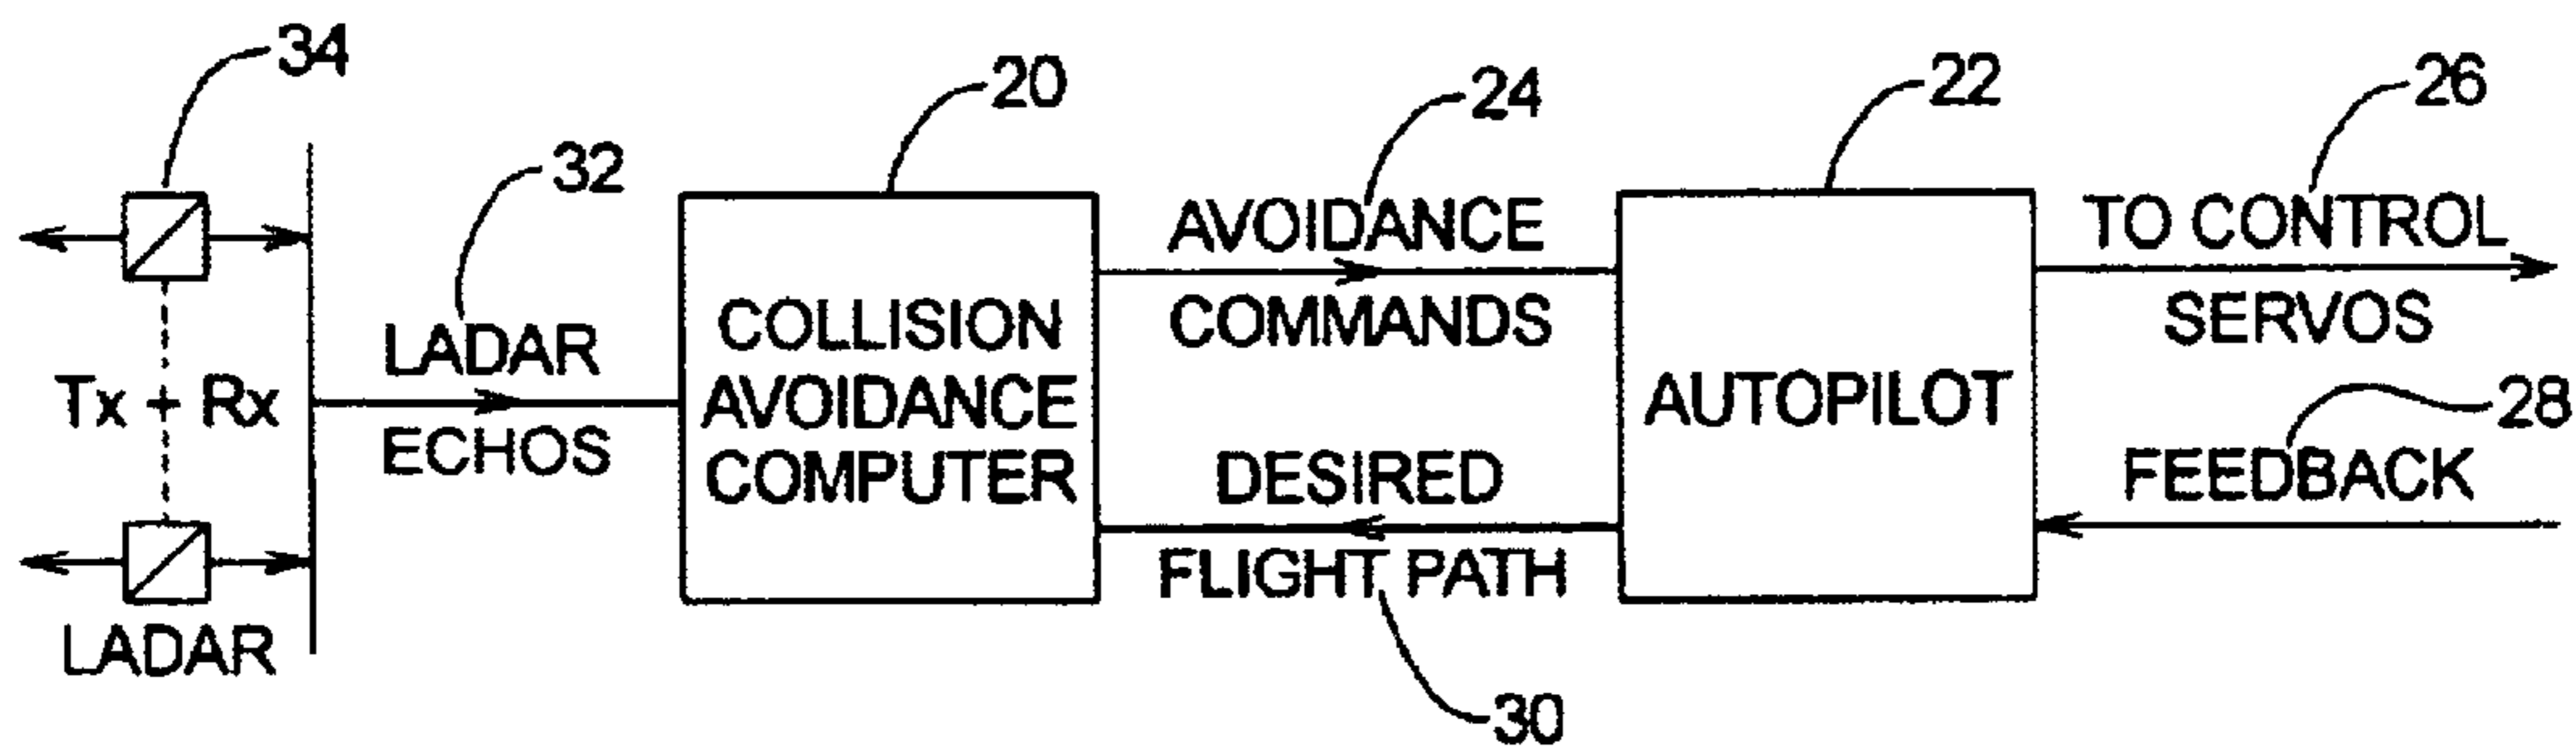 34
32
20
24
22
26
28
30
Tx + Rx
LADAR
LADAR
ECHOS
COLLISION
AVOIDANCE
COMPUTER
AVOIDANCE
COMMANDS
DESIRED
FLIGHT PATH
AUTOPILOT
TO CONTROL
SERVOS
FEEDBACK